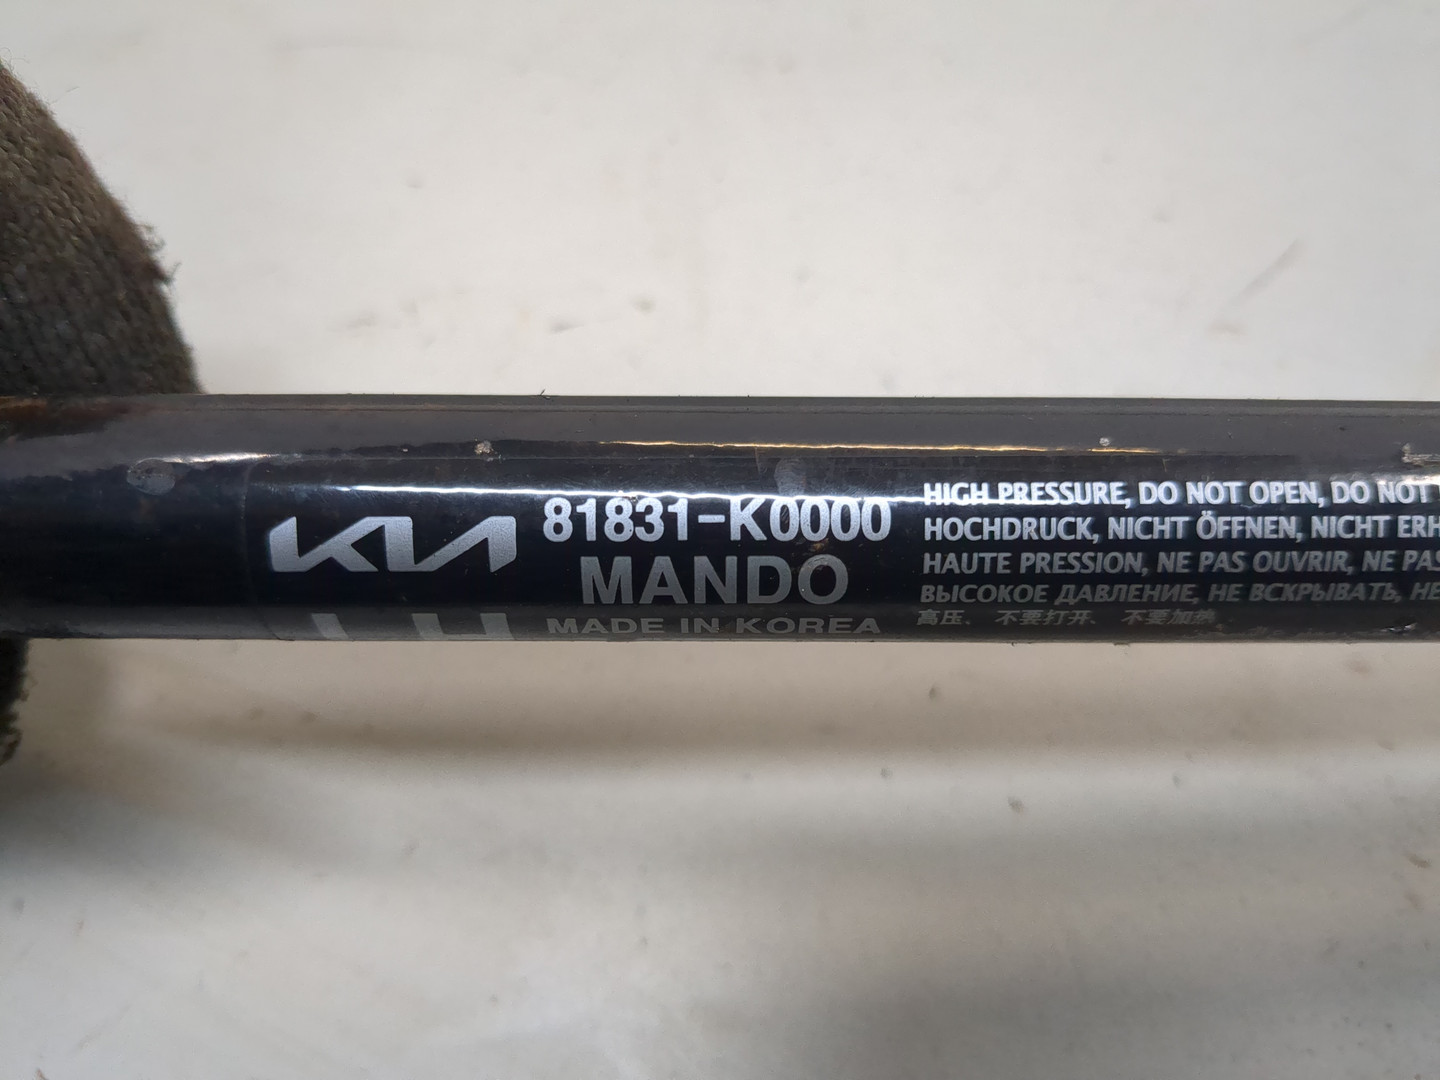 KIA
81831-K0000
MANDO
MADE IN KOREA
LH
HIGH PRESSURE, DO NOT OPEN, DO NOT
HOCHDRUCK, NICHT ÖFFNEN, NICHT ERH
HAUTE PRESSION, NE PAS OUVRIR, NE PAS
ВЫСОКОЕ ДАВЛЕНИЕ, НЕ ВСКРЫВАТЬ, НЕ
高压、 不要打开、 不要加热